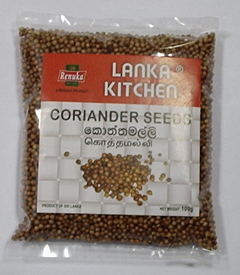 Renuka
LANKA®
KITCHEN
CORIANDER SEEDS
කොත්තමල්ලි
கொத்தமல்லி
PRODUCT OF SRI LANKA
NET WEIGHT 100g